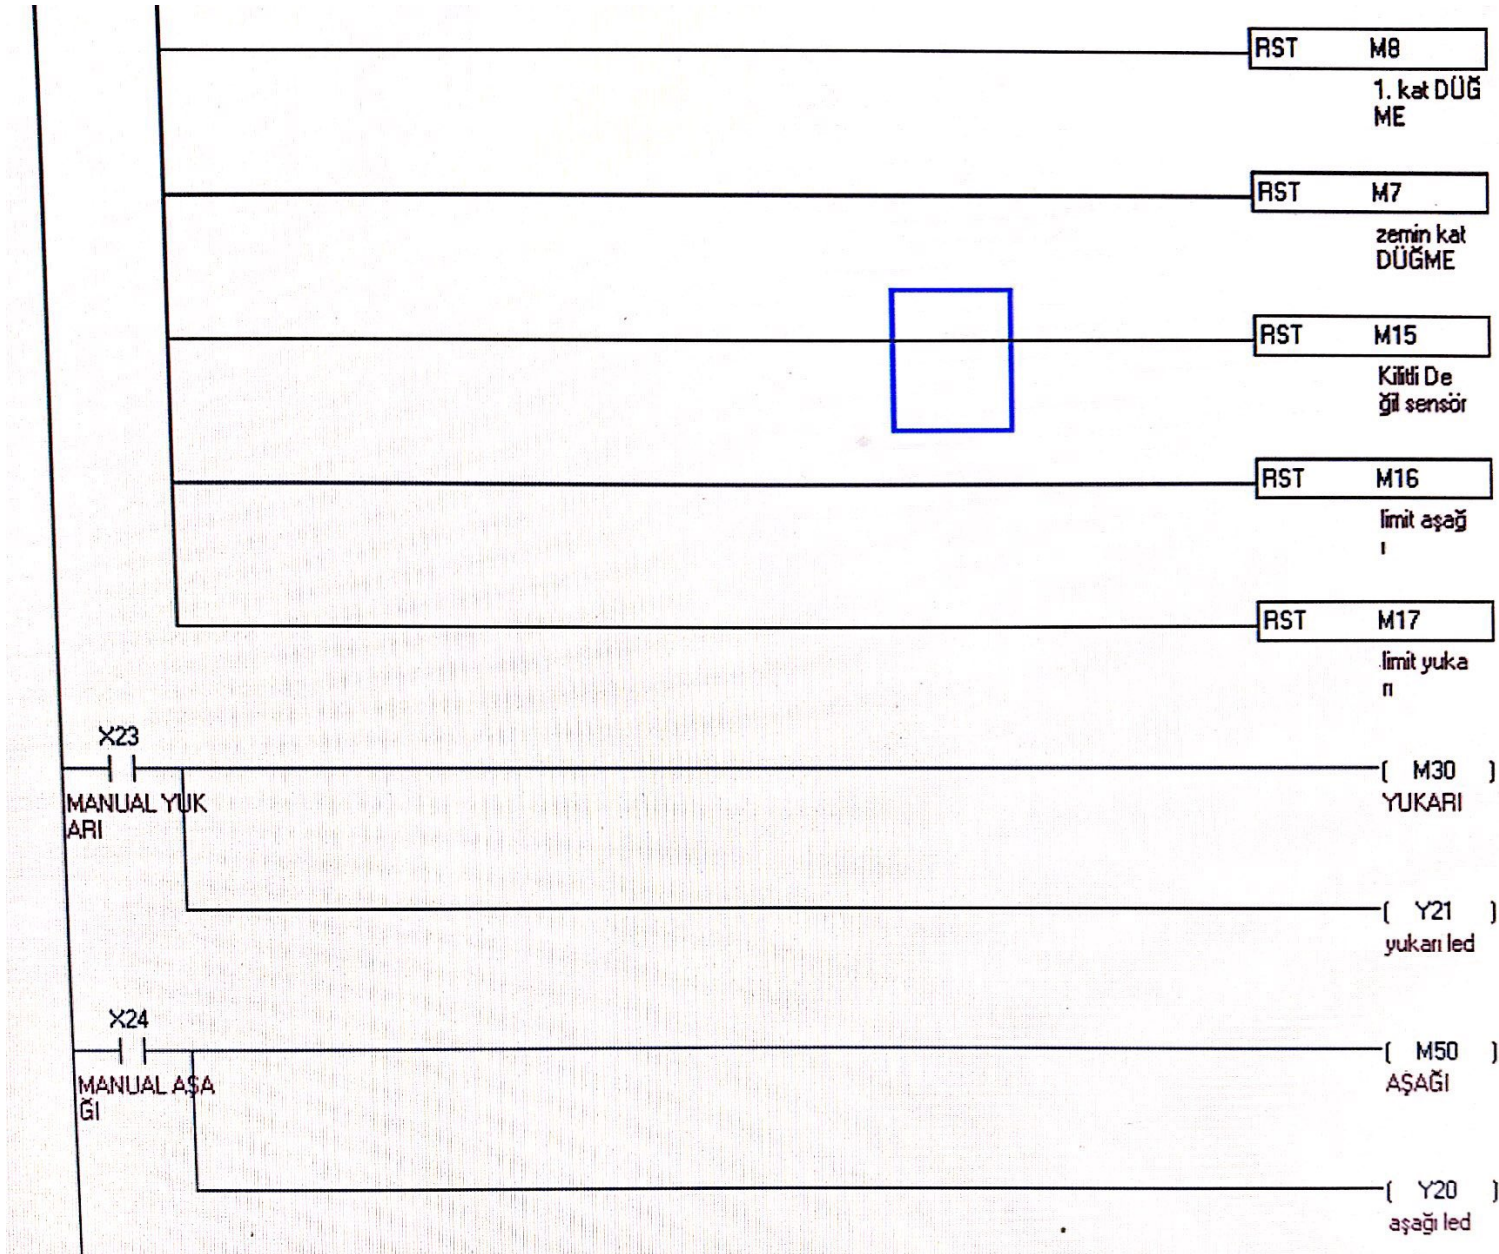 RST M8
1. kat DÜĞ
ME
RST M7
zemin kat
DÜĞME
RST M15
Kilitli De
ğil sensör
RST M16
limit aşağ
ı
RST M17
limit yuka
rı
X23
( M30 )
MANUAL YUK
ARI
YUKARI
( Y21 )
yukarı led
X24
( M50 )
MANUAL AŞA
ĞI
AŞAĞI
( Y20 )
aşağı led